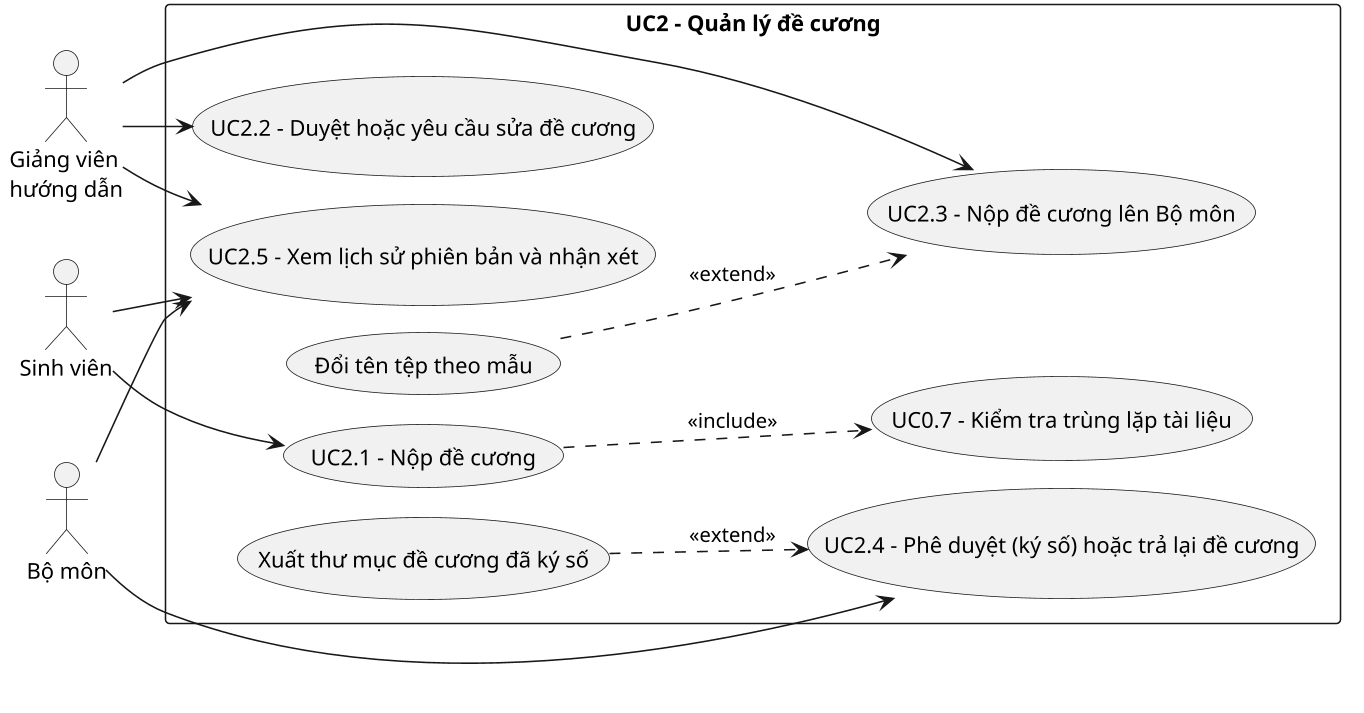 UC2 - Quản lý đề cương
UC2.2 - Duyệt hoặc yêu cầu sửa đề cương
Giảng viên
hướng dẫn
UC2.3 - Nộp đề cương lên Bộ môn
UC2.5 - Xem lịch sử phiên bản và nhận xét
«extend»
Đổi tên tệp theo mẫu
Sinh viên
«include»
UC0.7 - Kiểm tra trùng lặp tài liệu
UC2.1 - Nộp đề cương
«extend»
UC2.4 - Phê duyệt (ký số) hoặc trả lại đề cương
Xuất thư mục đề cương đã ký số
Bộ môn